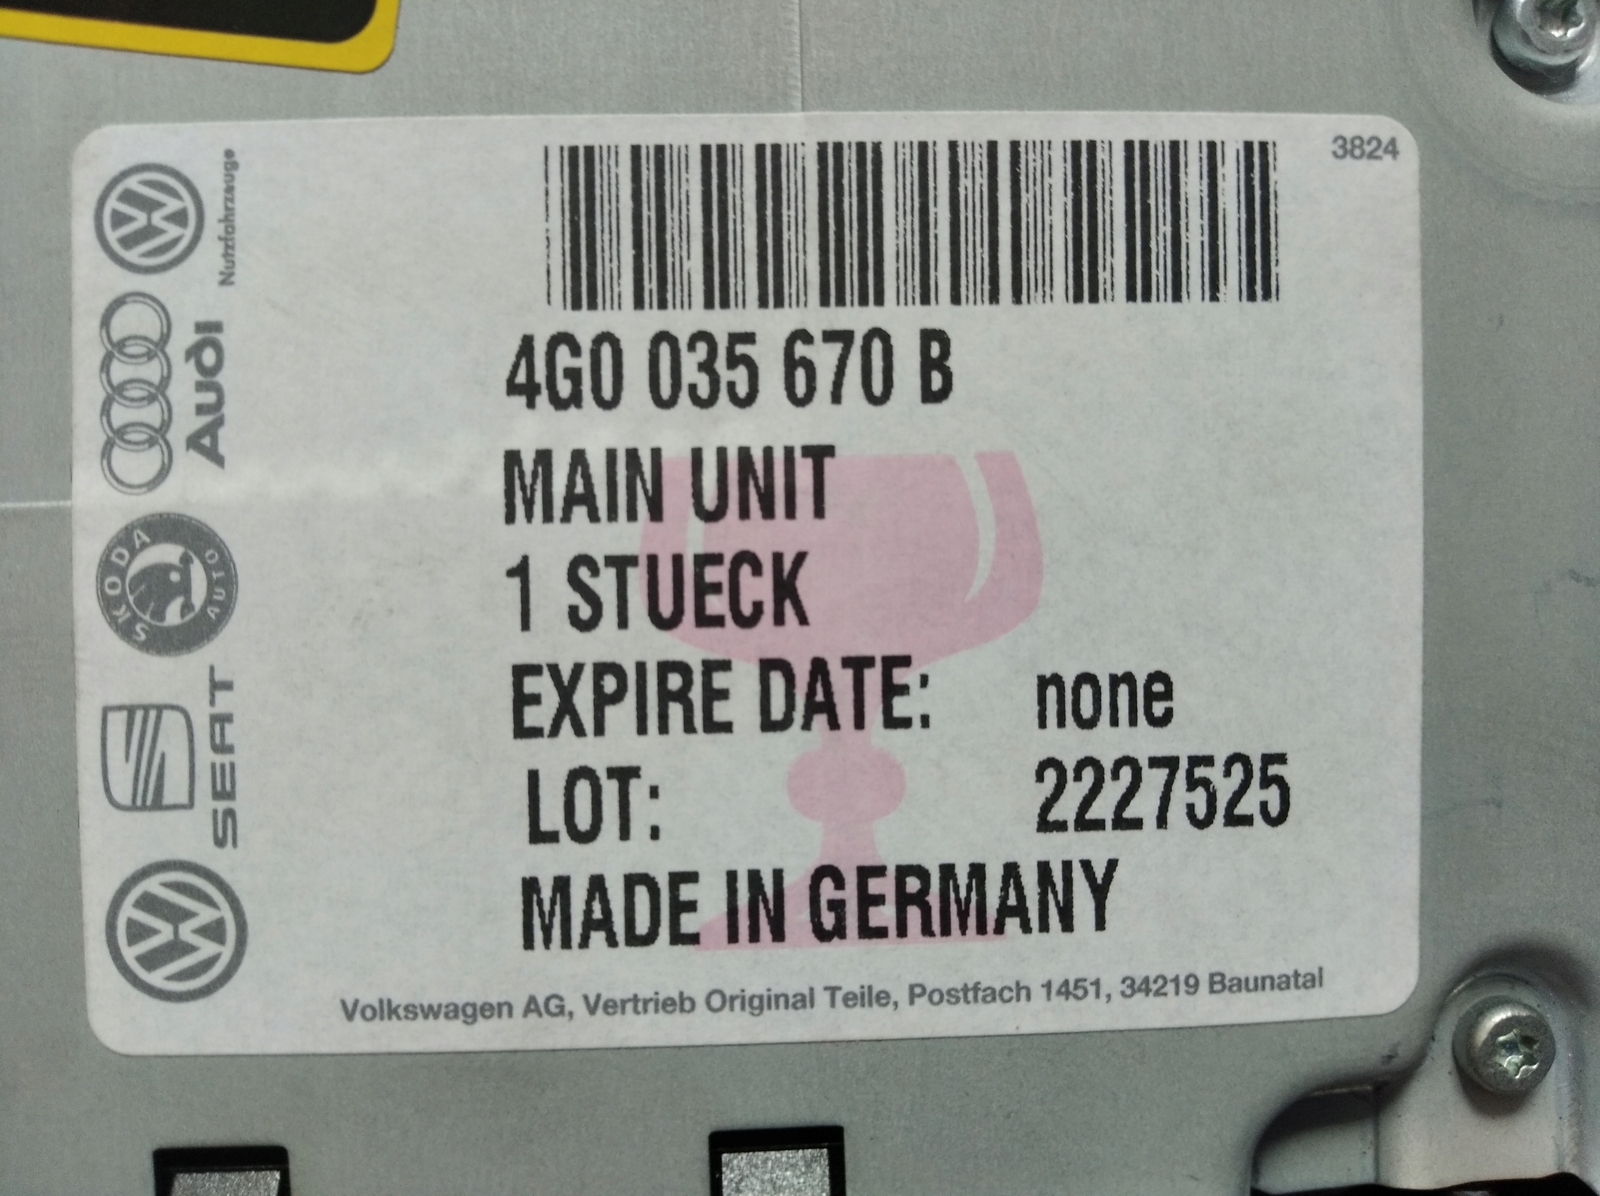 3824
4G0 035 670 B
MAIN UNIT
1 STUECK
EXPIRE DATE: none
LOT: 2227525
MADE IN GERMANY
Volkswagen AG, Vertrieb Original Teile, Postfach 1451, 34219 Baunatal
Nutzfahrzeuge
Audi
SKODA
AUTO
SEAT